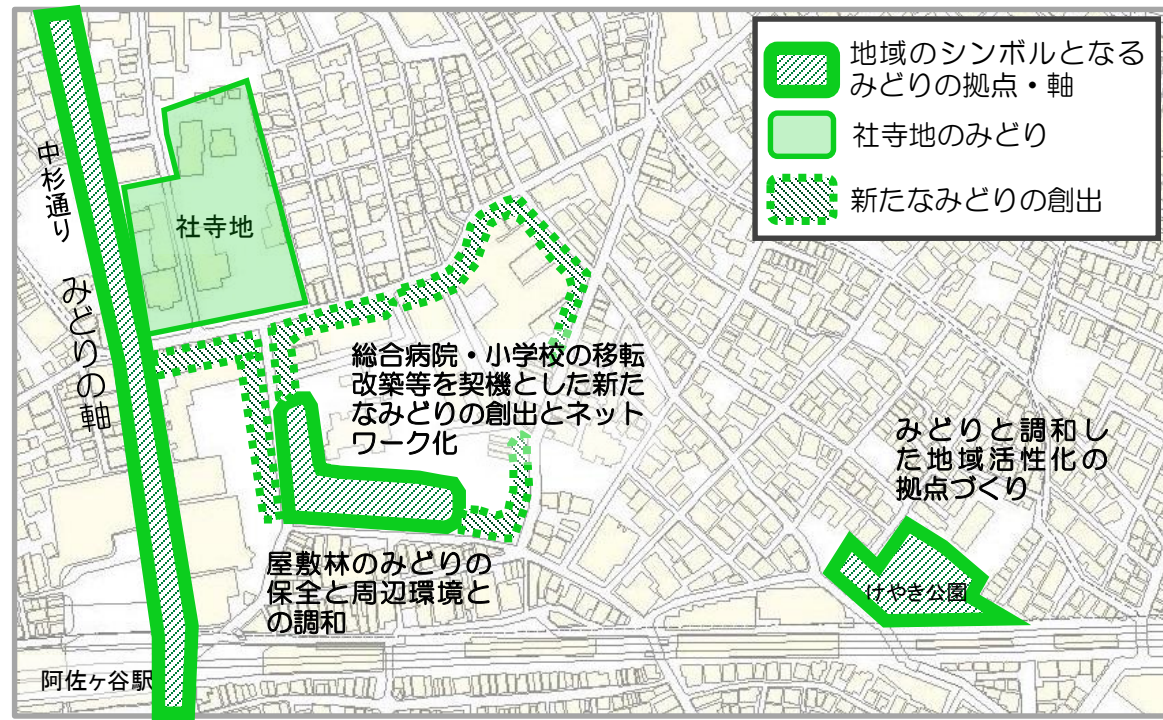 地域のシンボルとなる
みどりの拠点・軸
社寺地のみどり
新たなみどりの創出
中杉通り
みどりの軸
社寺地
総合病院・小学校の移転
改築等を契機とした新た
なみどりの創出とネット
ワーク化
みどりと調和し
た地域活性化の
拠点づくり
屋敷林のみどりの
保全と周辺環境と
の調和
けやき公園
阿佐ヶ谷駅